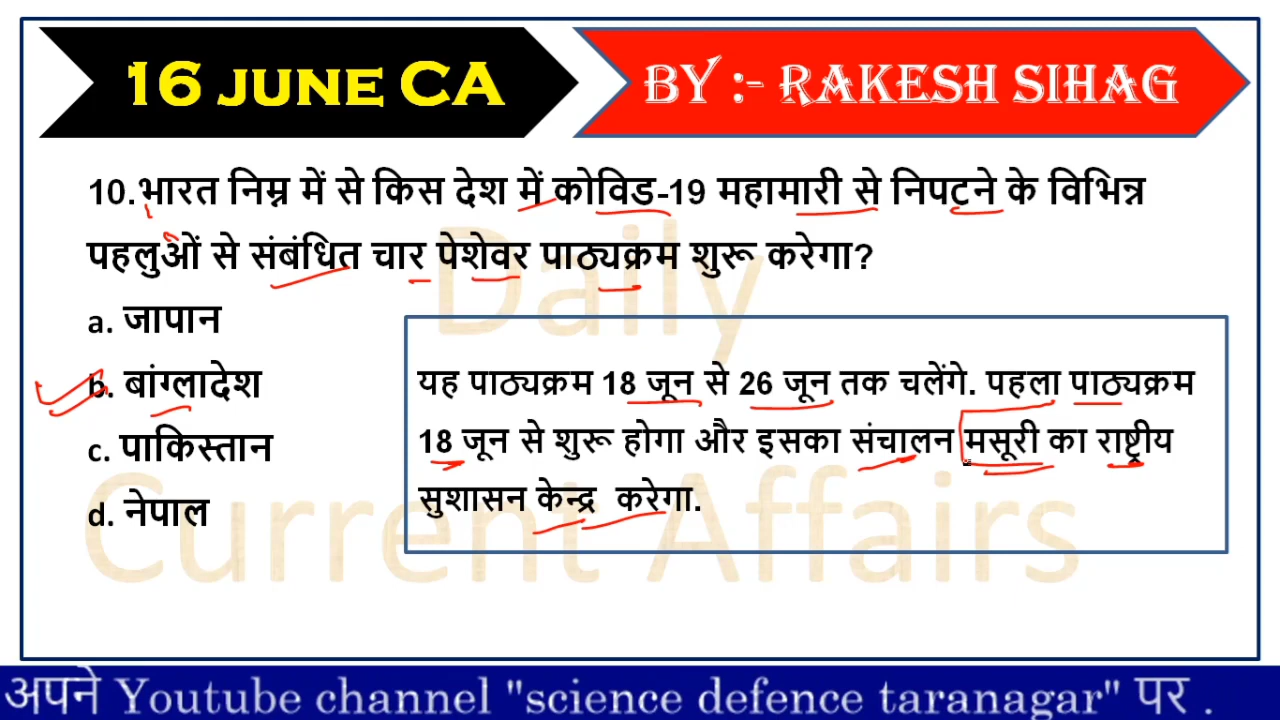 16 JUNE CA
BY :- RAKESH SIHAG
10.भारत निम्न में से किस देश में कोविड-19 महामारी से निपटने के विभिन्न
पहलुओं से संबंधित चार पेशेवर पाठ्यक्रम शुरू करेगा?
a. जापान
b. बांग्लादेश
c. पाकिस्तान
d. नेपाल
यह पाठ्यक्रम 18 जून से 26 जून तक चलेंगे. पहला पाठ्यक्रम
18 जून से शुरू होगा और इसका संचालन मसूरी का राष्ट्रीय
सुशासन केन्द्र करेगा.
Daily
Current Affairs
अपने Youtube channel "science defence taranagar" पर .